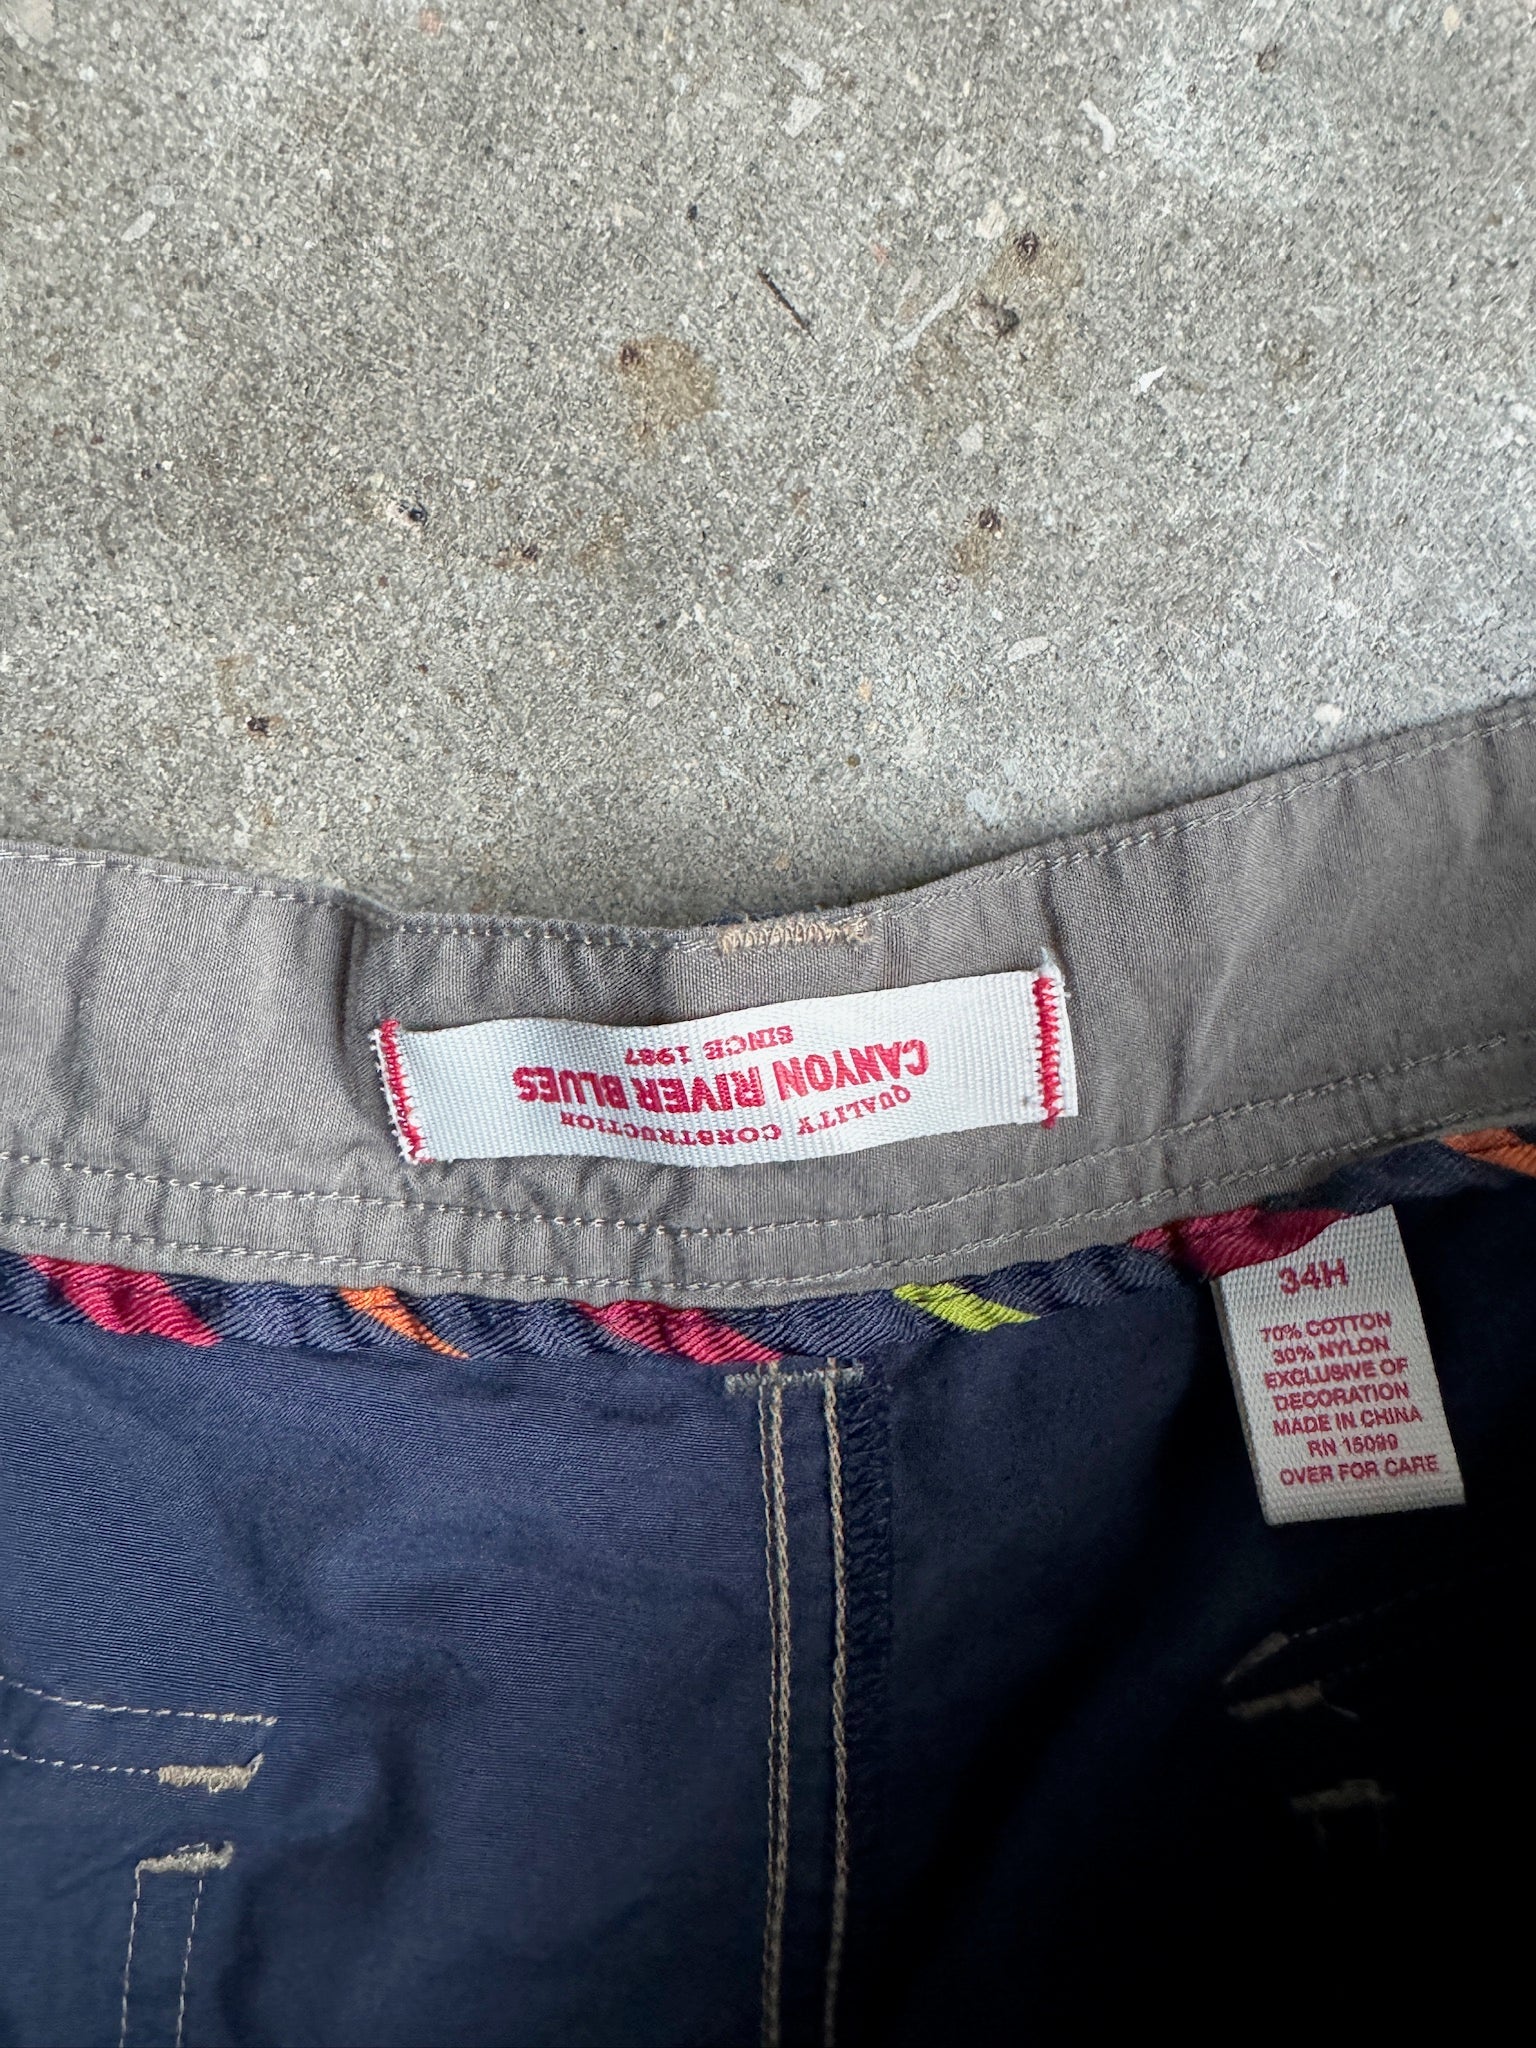 QUALITY CONSTRUCTION
CANYON RIVER BLUES
SINCE 1987
34H
70% COTTON
30% NYLON
EXCLUSIVE OF
DECORATION
MADE IN CHINA
RN 15099
OVER FOR CARE